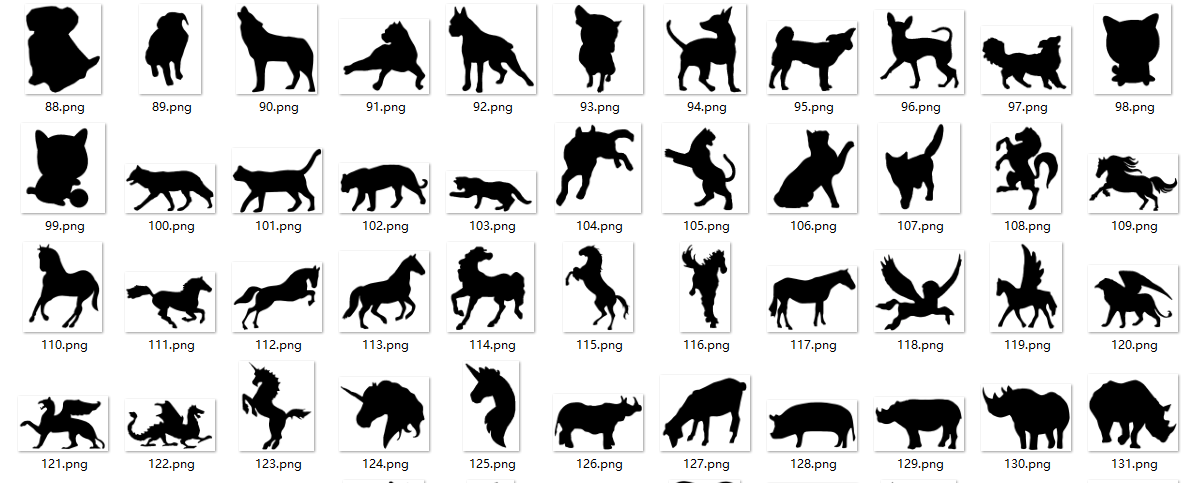 88.png 89.png 90.png 91.png 92.png 93.png 94.png 95.png 96.png 97.png 98.png
99.png 100.png 101.png 102.png 103.png 104.png 105.png 106.png 107.png 108.png 109.png
110.png 111.png 112.png 113.png 114.png 115.png 116.png 117.png 118.png 119.png 120.png
121.png 122.png 123.png 124.png 125.png 126.png 127.png 128.png 129.png 130.png 131.png